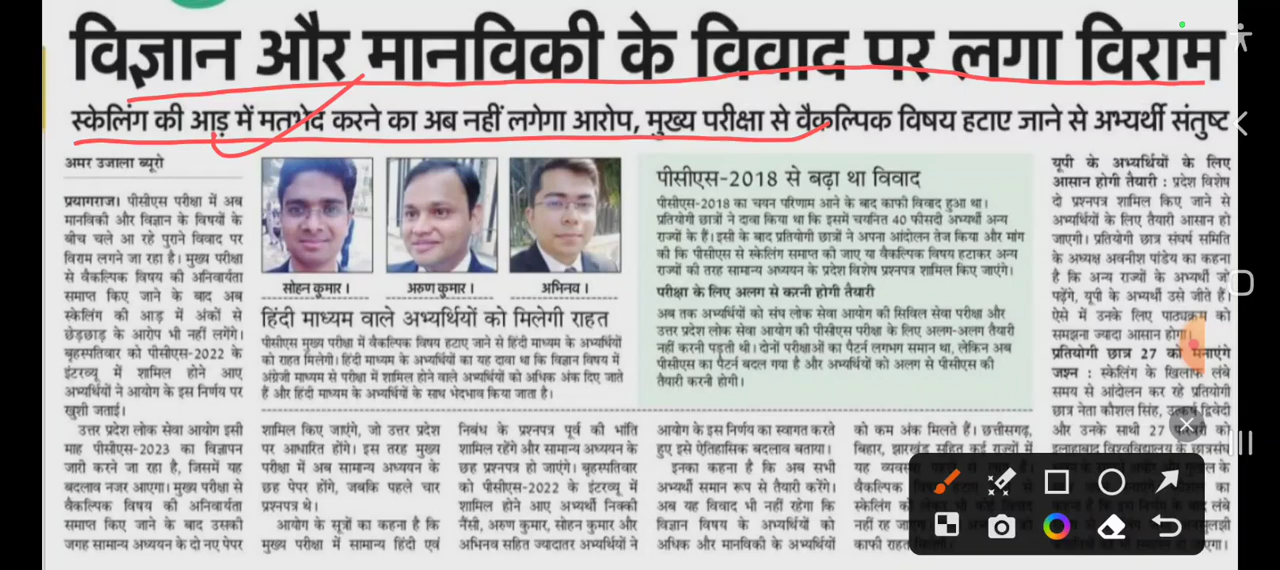 विज्ञान और मानविकी के विवाद पर लगा विराम
स्केलिंग की आड़ में मतभेद करने का अब नहीं लगेगा आरोप, मुख्य परीक्षा से वैकल्पिक विषय हटाए जाने से अभ्यर्थी संतुष्ट
अमर उजाला ब्यूरो
प्रयागराज। पीसीएस परीक्षा में अब
मानविकी और विज्ञान के विषयों के
बीच चले आ रहे पुराने विवाद पर
विराम लगने जा रहा है। मुख्य परीक्षा
से वैकल्पिक विषय की अनिवार्यता
समाप्त किए जाने के बाद अब
स्केलिंग की आड़ में अंकों से
छेड़छाड़ के आरोप भी नहीं लगेंगे।
बृहस्पतिवार को पीसीएस-2022 के
इंटरव्यू में शामिल होने आए
अभ्यर्थियों ने आयोग के इस निर्णय पर
खुशी जताई।
उत्तर प्रदेश लोक सेवा आयोग इसी
माह पीसीएस-2023 का विज्ञापन
जारी करने जा रहा है, जिसमें यह
बदलाव नजर आएगा। मुख्य परीक्षा से
वैकल्पिक विषय की अनिवार्यता
समाप्त किए जाने के बाद उसकी
जगह सामान्य अध्ययन के दो नए पेपर
सोहन कुमार।
अरुण कुमार।
अभिनव।
हिंदी माध्यम वाले अभ्यर्थियों को मिलेगी राहत
पीसीएस मुख्य परीक्षा में वैकल्पिक विषय हटाए जाने से हिंदी माध्यम के अभ्यर्थियों
को राहत मिलेगी। हिंदी माध्यम के अभ्यर्थियों का यह दावा था कि विज्ञान विषय में
अंग्रेजी माध्यम से परीक्षा में शामिल होने वाले अभ्यर्थियों को अधिक अंक दिए जाते
हैं और हिंदी माध्यम के अभ्यर्थियों के साथ भेदभाव किया जाता है।
पीसीएस-2018 से बढ़ा था विवाद
पीसीएस-2018 का चयन परिणाम आने के बाद काफी विवाद हुआ था।
प्रतियोगी छात्रों ने दावा किया था कि इसमें चयनित 40 फीसदी अभ्यर्थी अन्य
राज्यों के हैं। इसी के बाद प्रतियोगी छात्रों ने अपना आंदोलन तेज किया और मांग
की कि पीसीएस से स्केलिंग समाप्त की जाए या वैकल्पिक विषय हटाकर अन्य
राज्यों की तरह सामान्य अध्ययन के प्रदेश विशेष प्रश्नपत्र शामिल किए जाएंगे।
परीक्षा के लिए अलग से करनी होगी तैयारी
अब तक अभ्यर्थियों को संघ लोक सेवा आयोग की सिविल सेवा परीक्षा और
उत्तर प्रदेश लोक सेवा आयोग की पीसीएस परीक्षा के लिए अलग-अलग तैयारी
नहीं करनी पड़ती थी। दोनों परीक्षाओं का पैटर्न लगभग समान था, लेकिन अब
पीसीएस का पैटर्न बदल गया है और अभ्यर्थियों को अलग से पीसीएस की
तैयारी करनी होगी।
शामिल किए जाएंगे, जो उत्तर प्रदेश
पर आधारित होंगे। इस तरह मुख्य
परीक्षा में अब सामान्य अध्ययन के
छह पेपर होंगे, जबकि पहले चार
प्रश्नपत्र थे।
आयोग के सूत्रों का कहना है कि
मुख्य परीक्षा में सामान्य हिंदी एवं
निबंध के प्रश्नपत्र पूर्व की भांति
शामिल रहेंगे और सामान्य अध्ययन के
छह प्रश्नपत्र हो जाएंगे। बृहस्पतिवार
को पीसीएस-2022 के इंटरव्यू में
शामिल होने आए अभ्यर्थी निक्की
नैंसी, अरुण कुमार, सोहन कुमार और
अभिनव सहित ज्यादातर अभ्यर्थियों ने
आयोग के इस निर्णय का स्वागत करते
हुए इसे ऐतिहासिक बदलाव बताया।
इनका कहना है कि अब सभी
अभ्यर्थी समान रूप से तैयारी करेंगे।
अब यह विवाद भी नहीं रहेगा कि
विज्ञान विषय के अभ्यर्थियों को
अधिक और मानविकी के अभ्यर्थियों
को कम अंक मिलते हैं। छत्तीसगढ़,
बिहार, झारखंड सहित कई राज्यों में
यह
वैकल्पिक
स्केलिंग
नहीं रह
काफी राहत
यूपी के अभ्यर्थियों के लिए
आसान होगी तैयारी : प्रदेश विशेष
दो प्रश्नपत्र शामिल किए जाने से
अभ्यर्थियों के लिए तैयारी आसान हो
जाएगी। प्रतियोगी छात्र संघर्ष समिति
के अध्यक्ष अवनीश पांडेय का कहना
है कि अन्य राज्यों के अभ्यर्थी जो
पढ़ेंगे, यूपी के अभ्यर्थी उसे जीते हैं।
ऐसे में उनके लिए पाठ्यक्रम को
समझना ज्यादा आसान होगा।
प्रतियोगी छात्र 27 को मनाएंगे
जश्न : स्केलिंग के खिलाफ लंबे
समय से आंदोलन कर रहे प्रतियोगी
छात्र नेता कौशल सिंह, उत्कर्ष द्विवेदी
और उनके साथी 27 फरवरी को
इलाहाबाद विश्वविद्यालय के छात्रसंघ